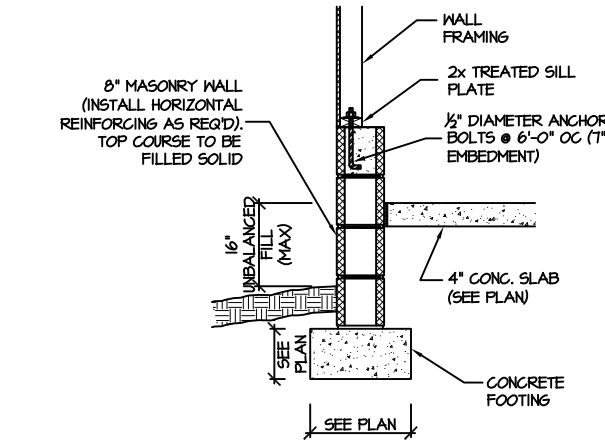 WALL
FRAMING
2x TREATED SILL
PLATE
8" MASONRY WALL
(INSTALL HORIZONTAL
REINFORCING AS REQ'D).
TOP COURSE TO BE
FILLED SOLID
½" DIAMETER ANCHOR
BOLTS @ 6'-0" OC (7"
EMBEDMENT)
16"
UNBALANCED
FILL
(MAX)
4" CONC. SLAB
(SEE PLAN)
SEE
PLAN
CONCRETE
FOOTING
SEE PLAN